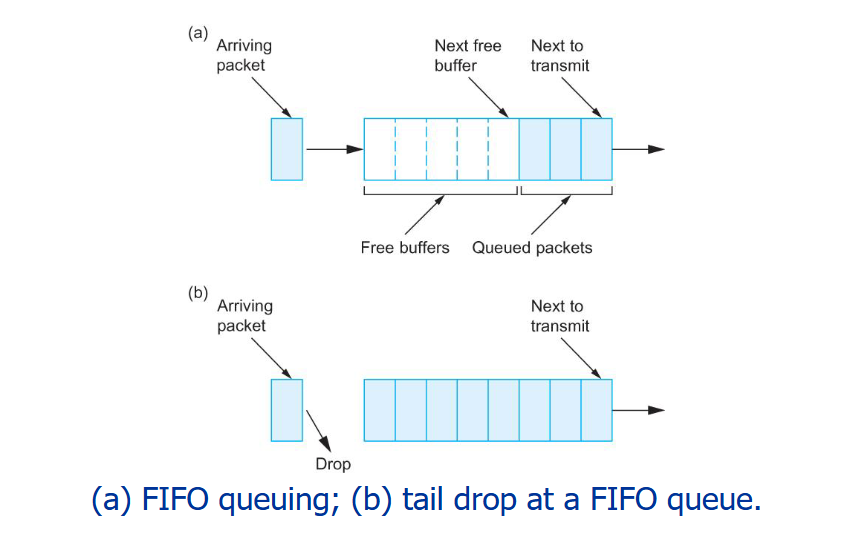 (a)
Arriving
packet
Next free
buffer
Next to
transmit
Free buffers
Queued packets
(b)
Arriving
packet
Next to
transmit
Drop
(a) FIFO queuing; (b) tail drop at a FIFO queue.